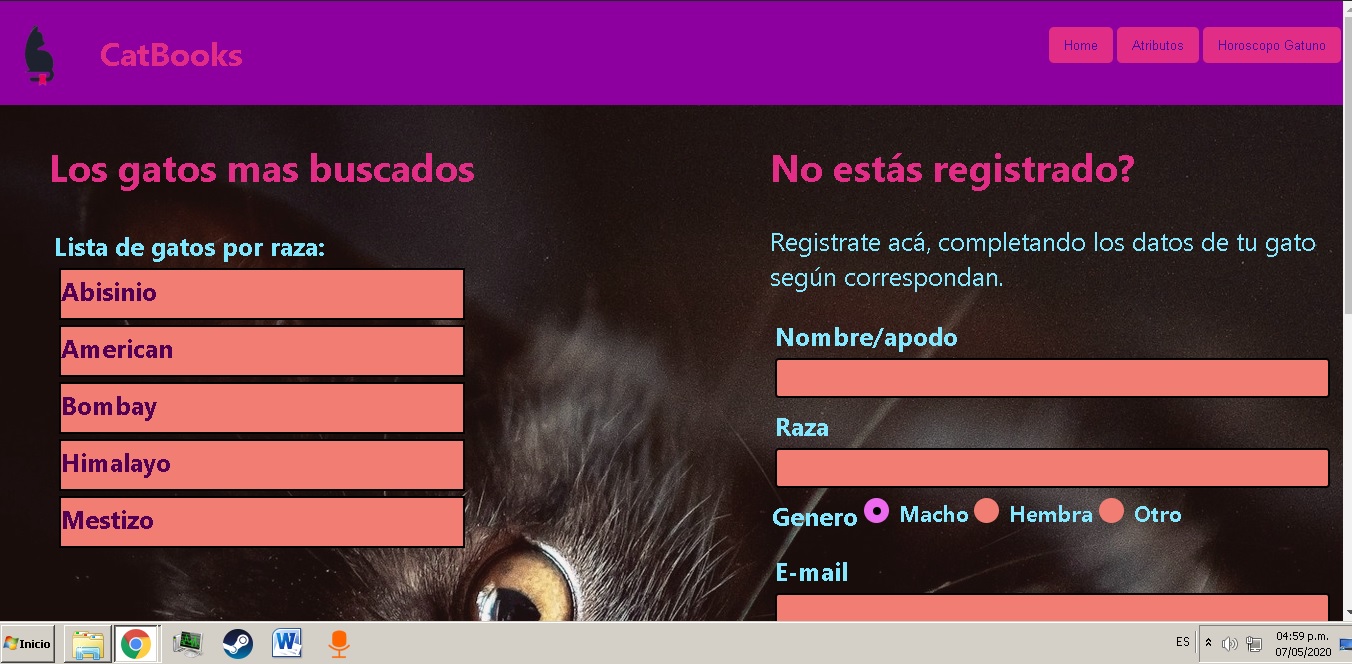 CatBooks
Home
Atributos
Horoscopo Gatuno
Los gatos mas buscados
Lista de gatos por raza:
Abisinio
American
Bombay
Himalayo
Mestizo
No estás registrado?
Registrate acá, completando los datos de tu gato
según correspondan.
Nombre/apodo
Raza
Genero Macho Hembra Otro
E-mail
Inicio
W
ES
04:59 p.m.
07/05/2020